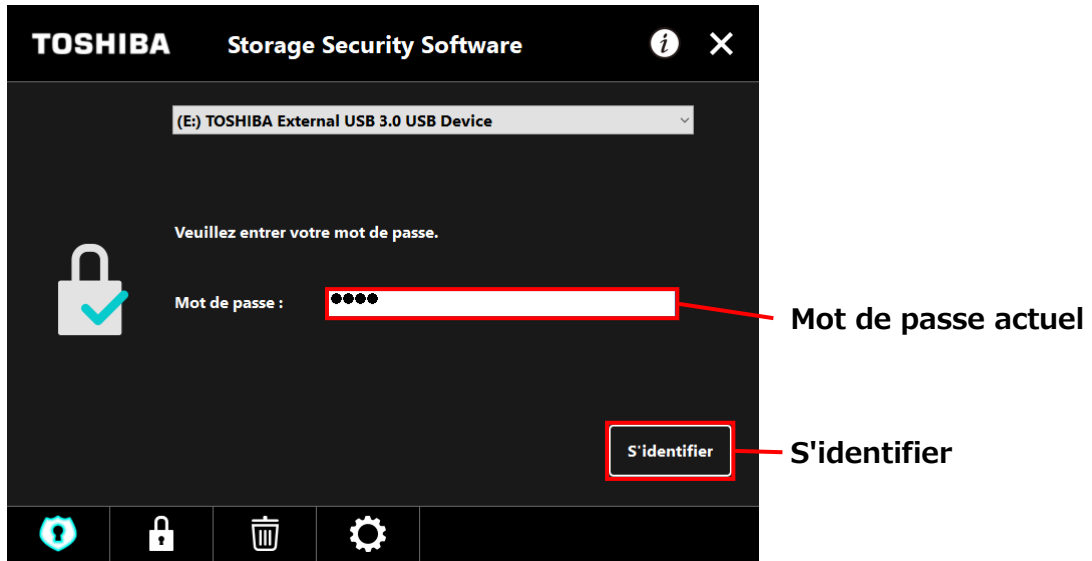 TOSHIBA Storage Security Software
(E:) TOSHIBA External USB 3.0 USB Device
Veuillez entrer votre mot de passe.
Mot de passe : ●●●●
Mot de passe actuel
S'identifier
S'identifier